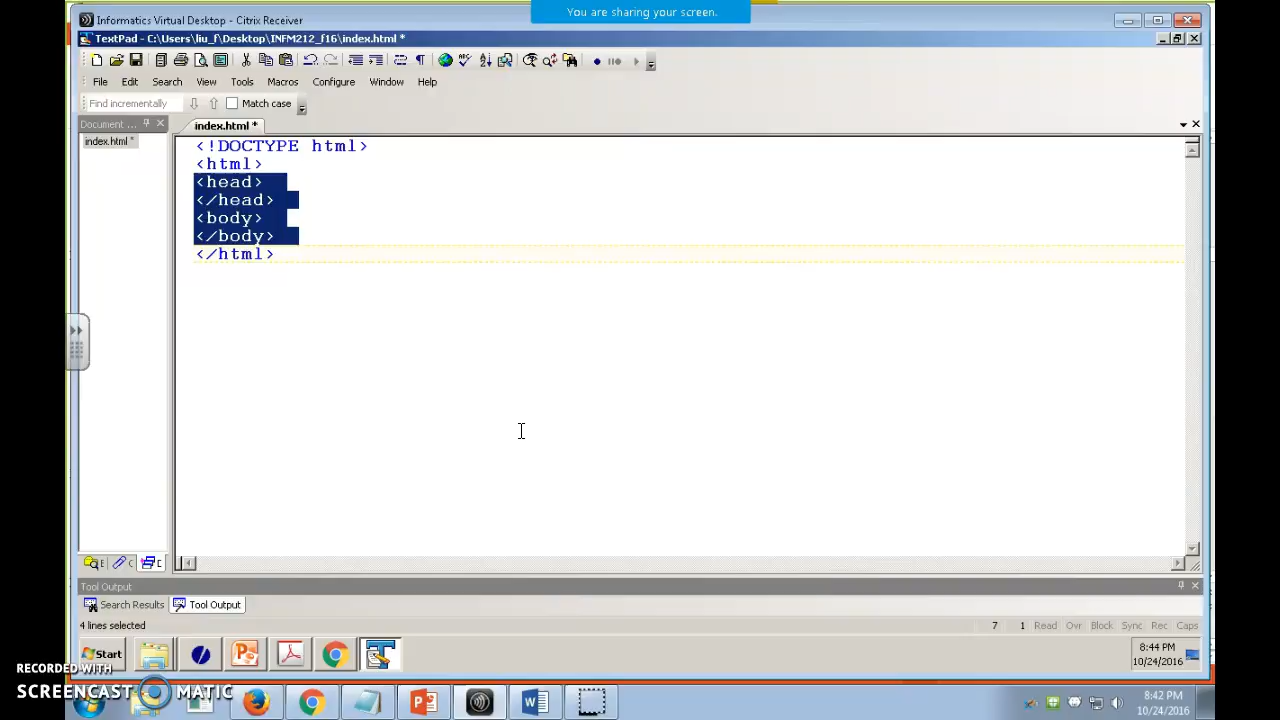 You are sharing your screen.
Informatics Virtual Desktop - Citrix Receiver
TextPad - C:\Users\liu_f\Desktop\INFM212_f16\index.html *
File Edit Search View Tools Macros Configure Window Help
Find incrementally Match case
Document ... index.html *
index.html *
<!DOCTYPE html>
<html>
<head>
</head>
<body>
</body>
</html>
Tool Output
Search Results Tool Output
4 lines selected 7 1 Read Ovr Block Sync Rec Caps
Start 8:44 PM
10/24/2016
RECORDED WITH
SCREENCAST MATIC
8:42 PM
10/24/2016